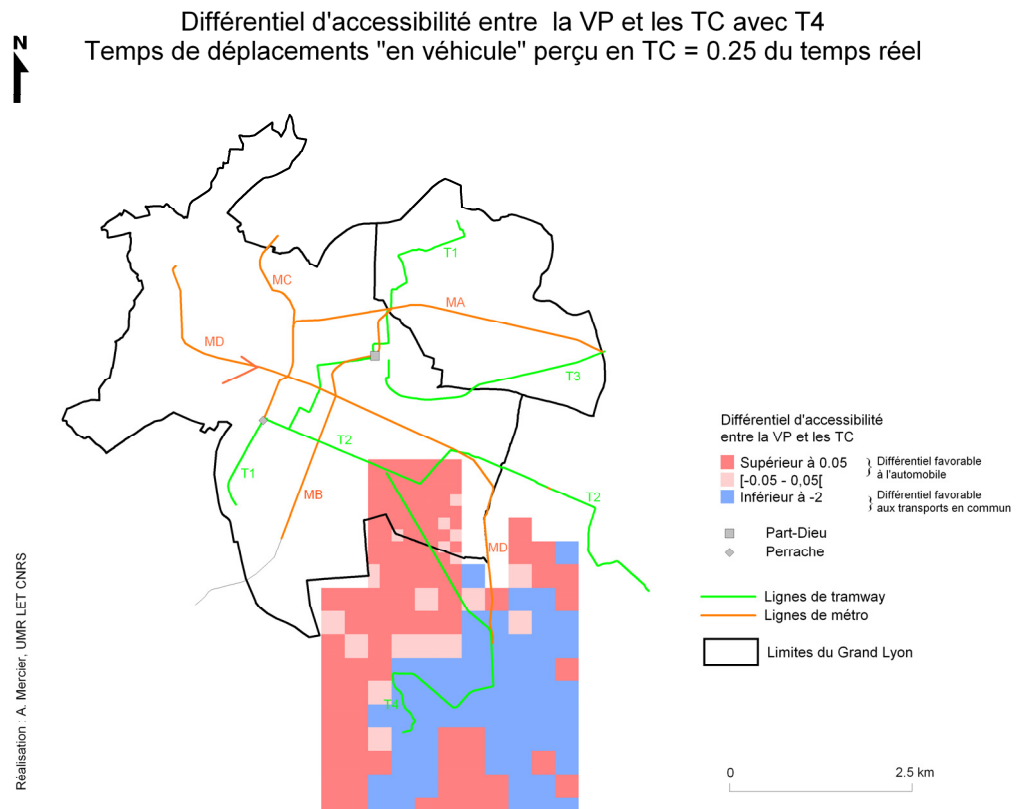 Différentiel d'accessibilité entre la VP et les TC avec T4
Temps de déplacements "en véhicule" perçu en TC = 0.25 du temps réel
N
T1
MC
MA
MD
T3
T2
T1
MB
T2
MD
T4
Différentiel d'accessibilité
entre la VP et les TC
Supérieur à 0.05
[-0.05 - 0,05[
Inférieur à -2
} Différentiel favorable
à l'automobile
} Différentiel favorable
aux transports en commun
Part-Dieu
Perrache
Lignes de tramway
Lignes de métro
Limites du Grand Lyon
0 2.5 km
Réalisation : A. Mercier, UMR LET CNRS